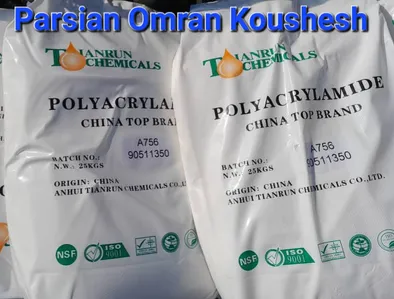 Parsian Omran Koushesh
TIANRUN
CHEMICALS
POLYACRYLAMIDE
CHINA TOP BRAND
A756
BATCH NO.: 90511350
N.W.: 25KGS
ORIGIN: CHINA
ANHUI TIANRUN CHEMICALS CO.,LTD.
NSF
ISO
9001
TIANRUN
CHEMICALS
POLYACRYLAMIDE
CHINA TOP BRAND
A756
BATCH NO.: 90511350
N.W.: 25KGS
ORIGIN: CHINA
ANHUI TIANRUN CHEMICALS CO.,LTD.
NSF
ISO
9001